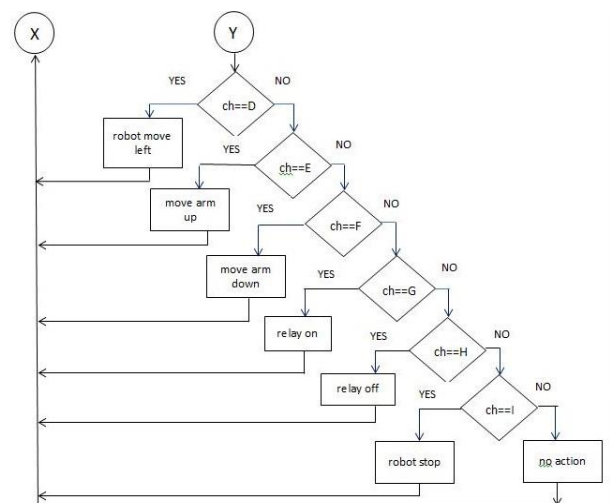 X
Y
YES
NO
ch==D
robot move
left
YES
NO
ch==E
move arm
up
YES
NO
ch==F
move arm
down
YES
NO
ch==G
relay on
YES
NO
ch==H
relay off
YES
NO
ch==I
robot stop
no action